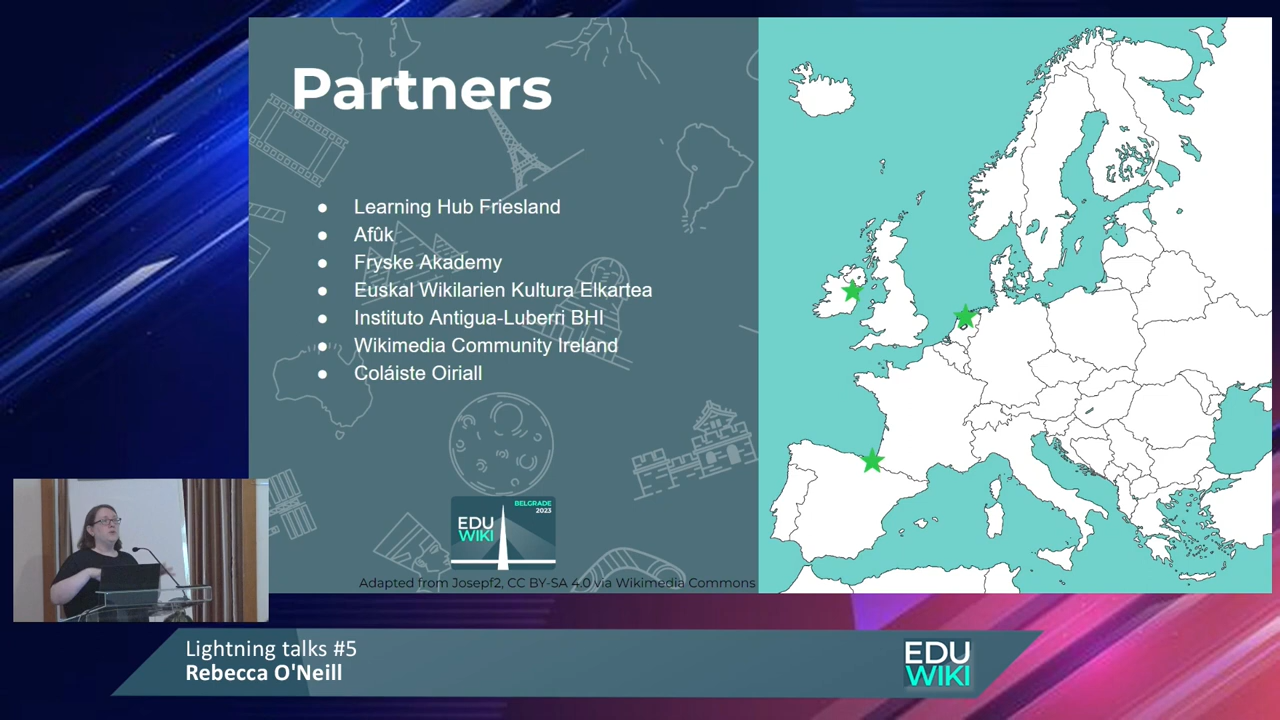 Partners
● Learning Hub Friesland
● Afûk
● Fryske Akademy
● Euskal Wikilarien Kultura Elkartea
● Instituto Antigua-Luberri BHI
● Wikimedia Community Ireland
● Coláiste Oiriall
BELGRADE
2023
EDU
WIKI
Adapted from Josepf2, CC BY-SA 4.0 via Wikimedia Commons
Lightning talks #5
Rebecca O'Neill
EDU
WIKI